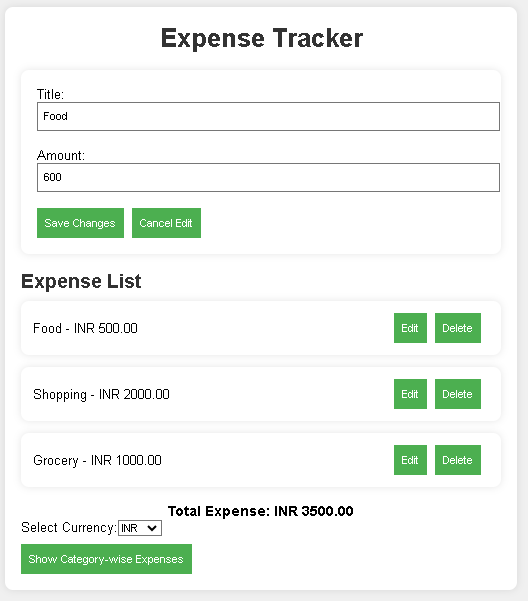 Expense Tracker
Title:
Food
Amount:
600
Save Changes Cancel Edit
Expense List
Food - INR 500.00 Edit Delete
Shopping - INR 2000.00 Edit Delete
Grocery - INR 1000.00 Edit Delete
Total Expense: INR 3500.00
Select Currency: INR
Show Category-wise Expenses